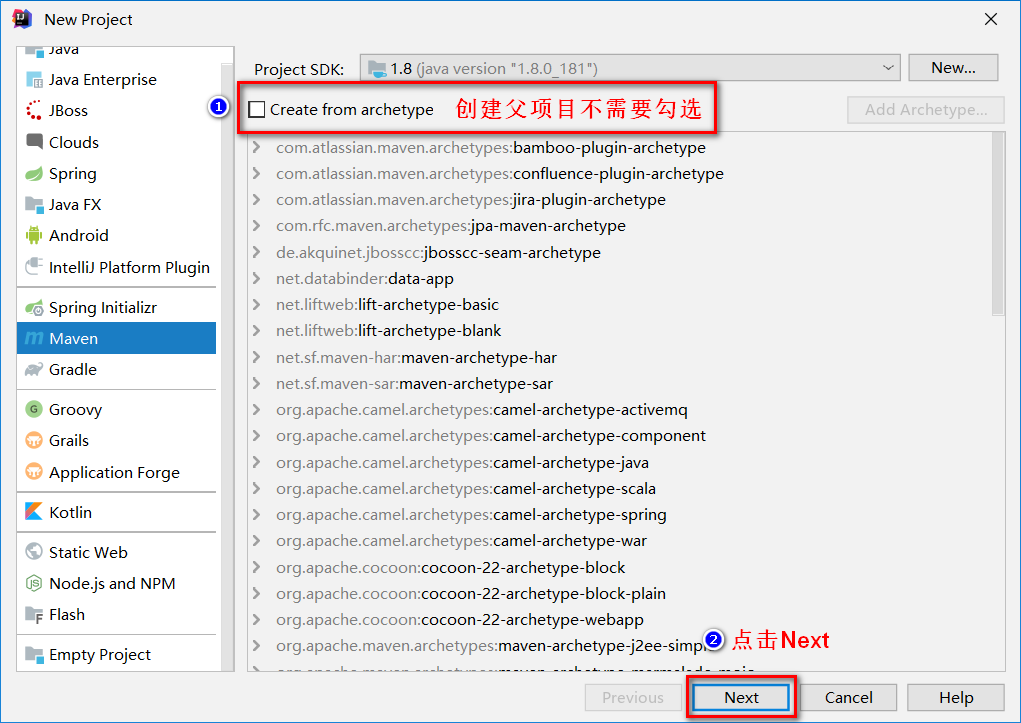 New Project
Java
Java Enterprise
JBoss
Clouds
Spring
Java FX
Android
IntelliJ Platform Plugin
Spring Initializr
Maven
Gradle
Groovy
Grails
Application Forge
Kotlin
Static Web
Node.js and NPM
Flash
Empty Project
Project SDK: 1.8 (java version "1.8.0_181") New...
1 Create from archetype 创建父项目不需要勾选 Add Archetype...
com.atlassian.maven.archetypes:bamboo-plugin-archetype
com.atlassian.maven.archetypes:confluence-plugin-archetype
com.atlassian.maven.archetypes:jira-plugin-archetype
com.rfc.maven.archetypes:jpa-maven-archetype
de.akquinet.jbosscc:jbosscc-seam-archetype
net.databinder:data-app
net.liftweb:lift-archetype-basic
net.liftweb:lift-archetype-blank
net.sf.maven-har:maven-archetype-har
net.sf.maven-sar:maven-archetype-sar
org.apache.camel.archetypes:camel-archetype-activemq
org.apache.camel.archetypes:camel-archetype-component
org.apache.camel.archetypes:camel-archetype-java
org.apache.camel.archetypes:camel-archetype-scala
org.apache.camel.archetypes:camel-archetype-spring
org.apache.camel.archetypes:camel-archetype-war
org.apache.cocoon:cocoon-22-archetype-block
org.apache.cocoon:cocoon-22-archetype-block-plain
org.apache.cocoon:cocoon-22-archetype-webapp
org.apache.maven.archetypes:maven-archetype-j2ee-simpl
2 点击Next
Previous Next Cancel Help